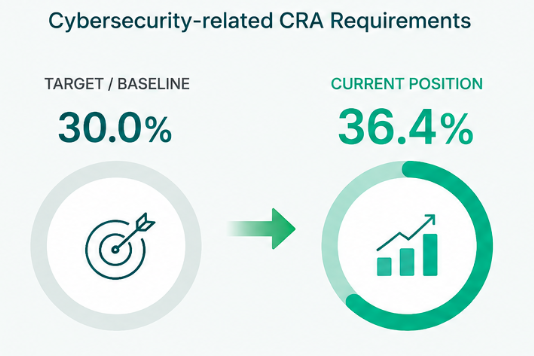 Cybersecurity-related CRA Requirements
TARGET / BASELINE
30.0%
CURRENT POSITION
36.4%